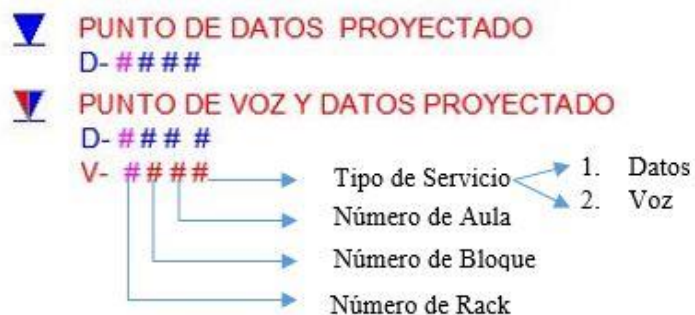 PUNTO DE DATOS PROYECTADO
D- ####
PUNTO DE VOZ Y DATOS PROYECTADO
D- ### #
V- ####
Tipo de Servicio
1. Datos
2. Voz
Número de Aula
Número de Bloque
Número de Rack